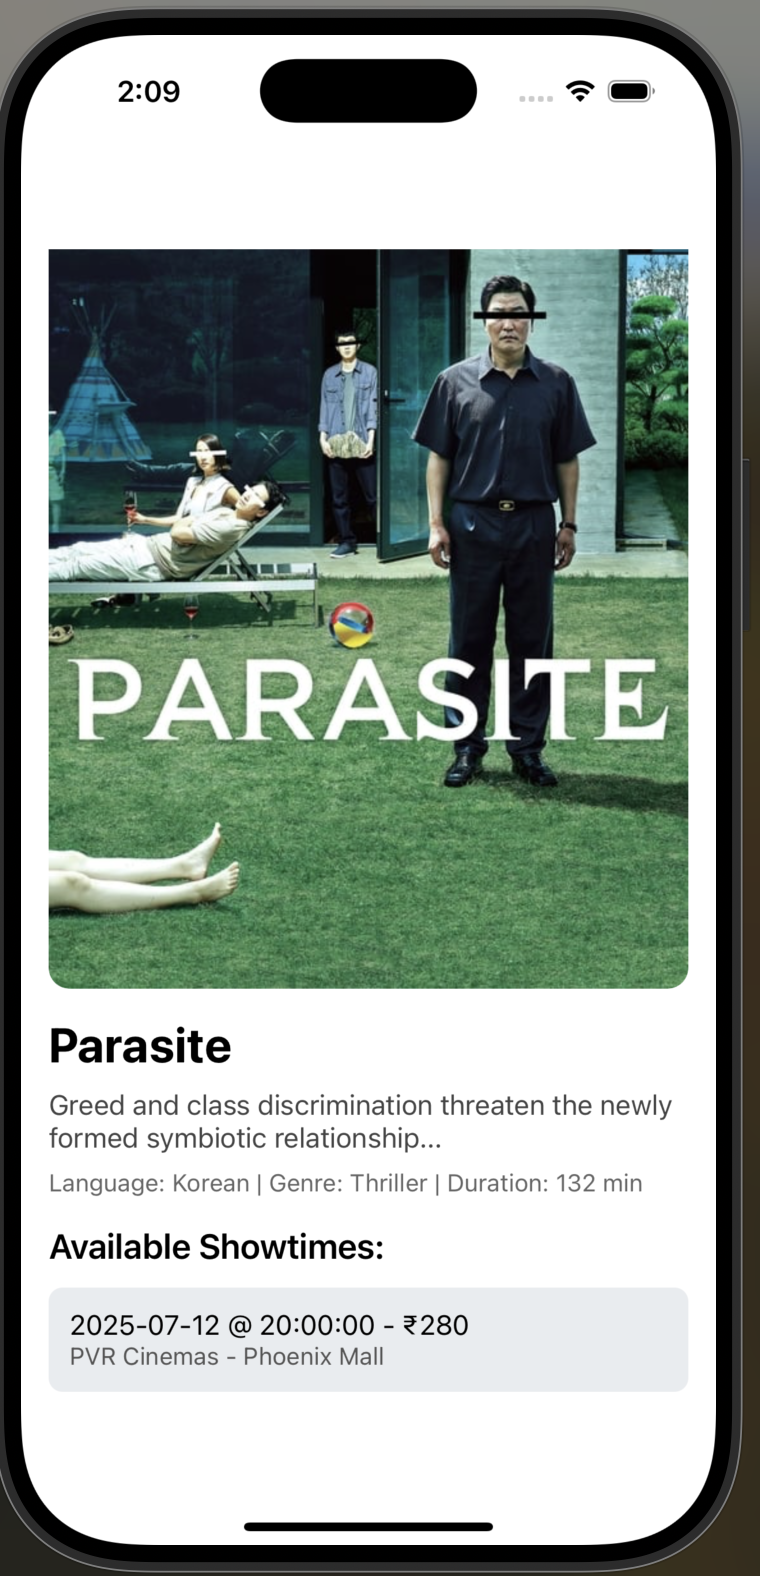 2:09
PARASITE
Parasite
Greed and class discrimination threaten the newly
formed symbiotic relationship...
Language: Korean | Genre: Thriller | Duration: 132 min
Available Showtimes:
2025-07-12 @ 20:00:00 - ₹280
PVR Cinemas - Phoenix Mall